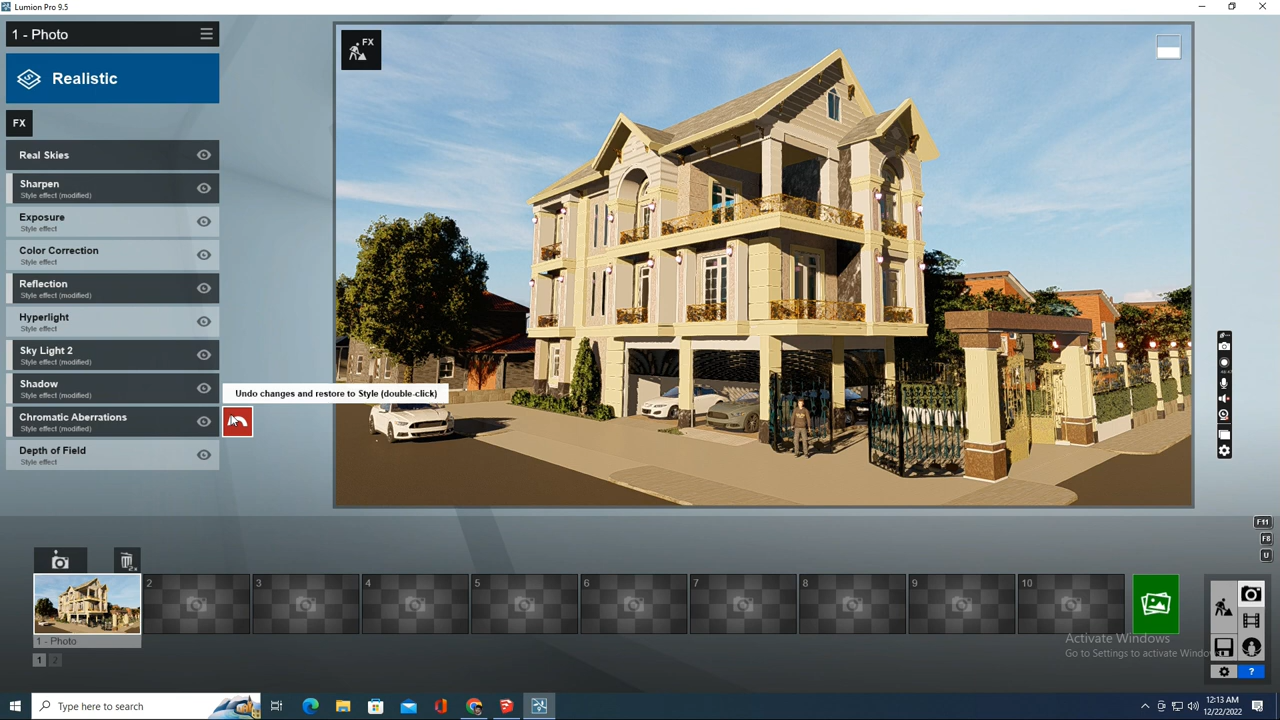 Lumion Pro 9.5
1 - Photo
Realistic
FX
Real Skies
Sharpen
Style effect (modified)
Exposure
Style effect
Color Correction
Style effect
Reflection
Style effect (modified)
Hyperlight
Style effect
Sky Light 2
Style effect (modified)
Shadow
Style effect (modified)
Chromatic Aberrations
Style effect (modified)
Depth of Field
Style effect
FX
Undo changes and restore to Style (double-click)
F11
F8
U
2x
2
3
4
5
6
7
8
9
10
1 - Photo
1
2
Activate Windows
Go to Settings to activate Windows
?
Type here to search
12:13 AM
12/22/2022